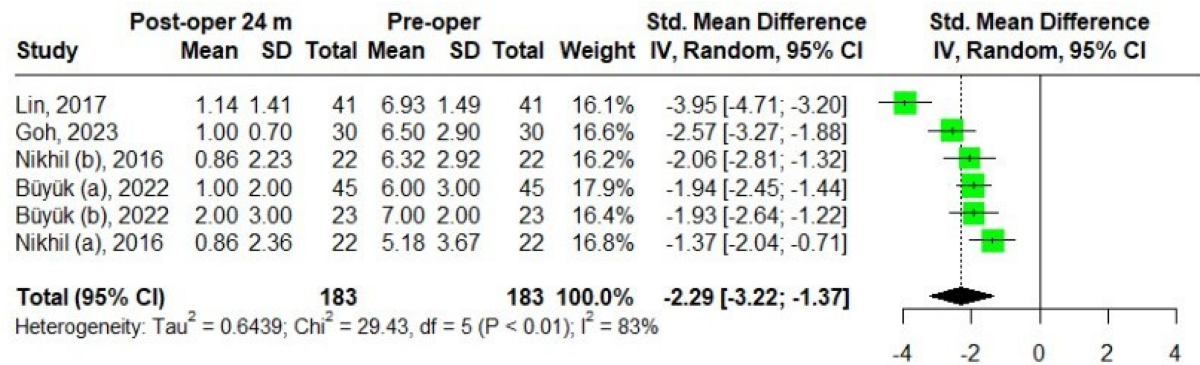 Post-oper 24 m Pre-oper Std. Mean Difference Std. Mean Difference
Study Mean SD Total Mean SD Total Weight IV, Random, 95% CI IV, Random, 95% CI
Lin, 2017 1.14 1.41 41 6.93 1.49 41 16.1% -3.95 [-4.71; -3.20]
Goh, 2023 1.00 0.70 30 6.50 2.90 30 16.6% -2.57 [-3.27; -1.88]
Nikhil (b), 2016 0.86 2.23 22 6.32 2.92 22 16.2% -2.06 [-2.81; -1.32]
Büyük (a), 2022 1.00 2.00 45 6.00 3.00 45 17.9% -1.94 [-2.45; -1.44]
Büyük (b), 2022 2.00 3.00 23 7.00 2.00 23 16.4% -1.93 [-2.64; -1.22]
Nikhil (a), 2016 0.86 2.36 22 5.18 3.67 22 16.8% -1.37 [-2.04; -0.71]
Total (95% CI) 183 183 100.0% -2.29 [-3.22; -1.37]
Heterogeneity: Tau² = 0.6439; Chi² = 29.43, df = 5 (P < 0.01); I² = 83%
-4 -2 0 2 4